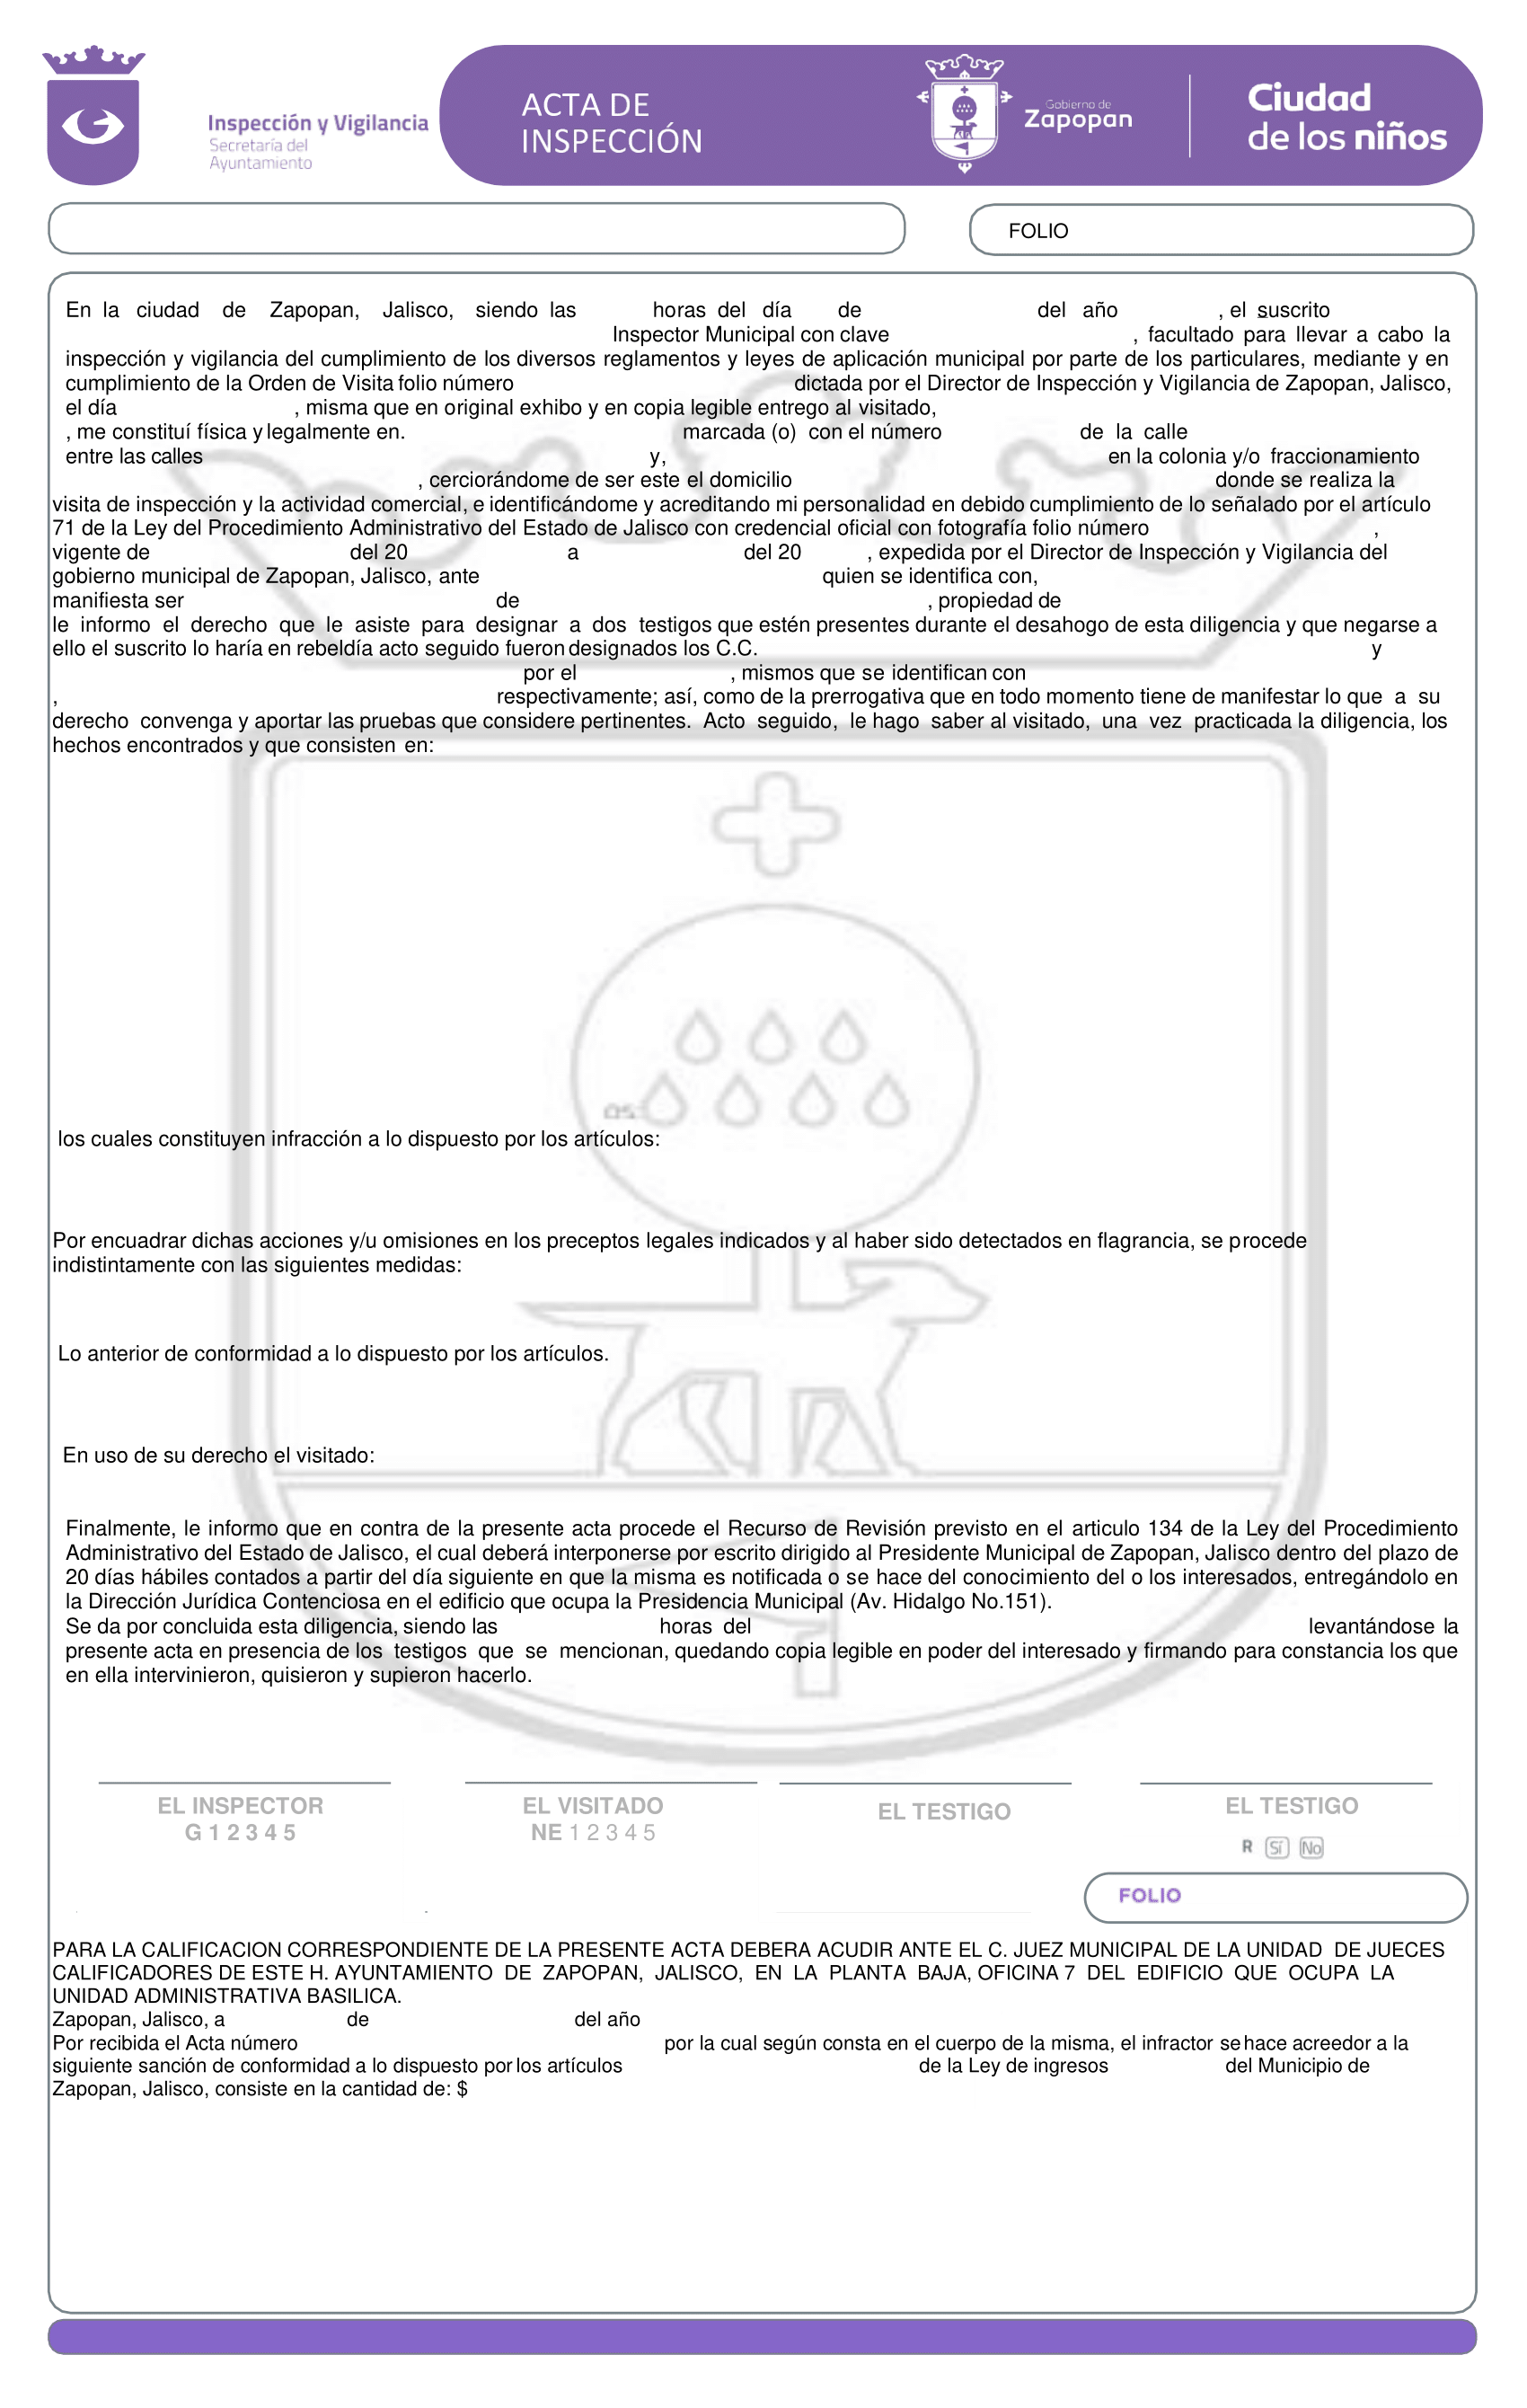 Inspección y Vigilancia
Secretaría del
Ayuntamiento
ACTA DE
INSPECCIÓN
Gobierno de
Zapopan
Ciudad
de los niños
FOLIO
En la ciudad de Zapopan, Jalisco, siendo las horas del día de del año , el suscrito
Inspector Municipal con clave , facultado para llevar a cabo la
inspección y vigilancia del cumplimiento de los diversos reglamentos y leyes de aplicación municipal por parte de los particulares, mediante y en
cumplimiento de la Orden de Visita folio número dictada por el Director de Inspección y Vigilancia de Zapopan, Jalisco,
el día , misma que en original exhibo y en copia legible entrego al visitado,
, me constituí física y legalmente en. marcada (o) con el número de la calle
entre las calles y, en la colonia y/o fraccionamiento
, cerciorándome de ser este el domicilio donde se realiza la
visita de inspección y la actividad comercial, e identificándome y acreditando mi personalidad en debido cumplimiento de lo señalado por el artículo
71 de la Ley del Procedimiento Administrativo del Estado de Jalisco con credencial oficial con fotografía folio número ,
vigente de del 20 a del 20 , expedida por el Director de Inspección y Vigilancia del
gobierno municipal de Zapopan, Jalisco, ante quien se identifica con,
manifiesta ser de , propiedad de
le informo el derecho que le asiste para designar a dos testigos que estén presentes durante el desahogo de esta diligencia y que negarse a
ello el suscrito lo haría en rebeldía acto seguido fueron designados los C.C. y
por el , mismos que se identifican con
, respectivamente; así, como de la prerrogativa que en todo momento tiene de manifestar lo que a su
derecho convenga y aportar las pruebas que considere pertinentes. Acto seguido, le hago saber al visitado, una vez practicada la diligencia, los
hechos encontrados y que consisten en:
los cuales constituyen infracción a lo dispuesto por los artículos:
Por encuadrar dichas acciones y/u omisiones en los preceptos legales indicados y al haber sido detectados en flagrancia, se procede
indistintamente con las siguientes medidas:
Lo anterior de conformidad a lo dispuesto por los artículos.
En uso de su derecho el visitado:
Finalmente, le informo que en contra de la presente acta procede el Recurso de Revisión previsto en el articulo 134 de la Ley del Procedimiento
Administrativo del Estado de Jalisco, el cual deberá interponerse por escrito dirigido al Presidente Municipal de Zapopan, Jalisco dentro del plazo de
20 días hábiles contados a partir del día siguiente en que la misma es notificada o se hace del conocimiento del o los interesados, entregándolo en
la Dirección Jurídica Contenciosa en el edificio que ocupa la Presidencia Municipal (Av. Hidalgo No.151).
Se da por concluida esta diligencia, siendo las horas del levantándose la
presente acta en presencia de los testigos que se mencionan, quedando copia legible en poder del interesado y firmando para constancia los que
en ella intervinieron, quisieron y supieron hacerlo.
EL INSPECTOR
G 1 2 3 4 5
EL VISITADO
NE 1 2 3 4 5
EL TESTIGO
EL TESTIGO
R Sí No
FOLIO
PARA LA CALIFICACION CORRESPONDIENTE DE LA PRESENTE ACTA DEBERA ACUDIR ANTE EL C. JUEZ MUNICIPAL DE LA UNIDAD DE JUECES
CALIFICADORES DE ESTE H. AYUNTAMIENTO DE ZAPOPAN, JALISCO, EN LA PLANTA BAJA, OFICINA 7 DEL EDIFICIO QUE OCUPA LA
UNIDAD ADMINISTRATIVA BASILICA.
Zapopan, Jalisco, a de del año
Por recibida el Acta número por la cual según consta en el cuerpo de la misma, el infractor se hace acreedor a la
siguiente sanción de conformidad a lo dispuesto por los artículos de la Ley de ingresos del Municipio de
Zapopan, Jalisco, consiste en la cantidad de: $